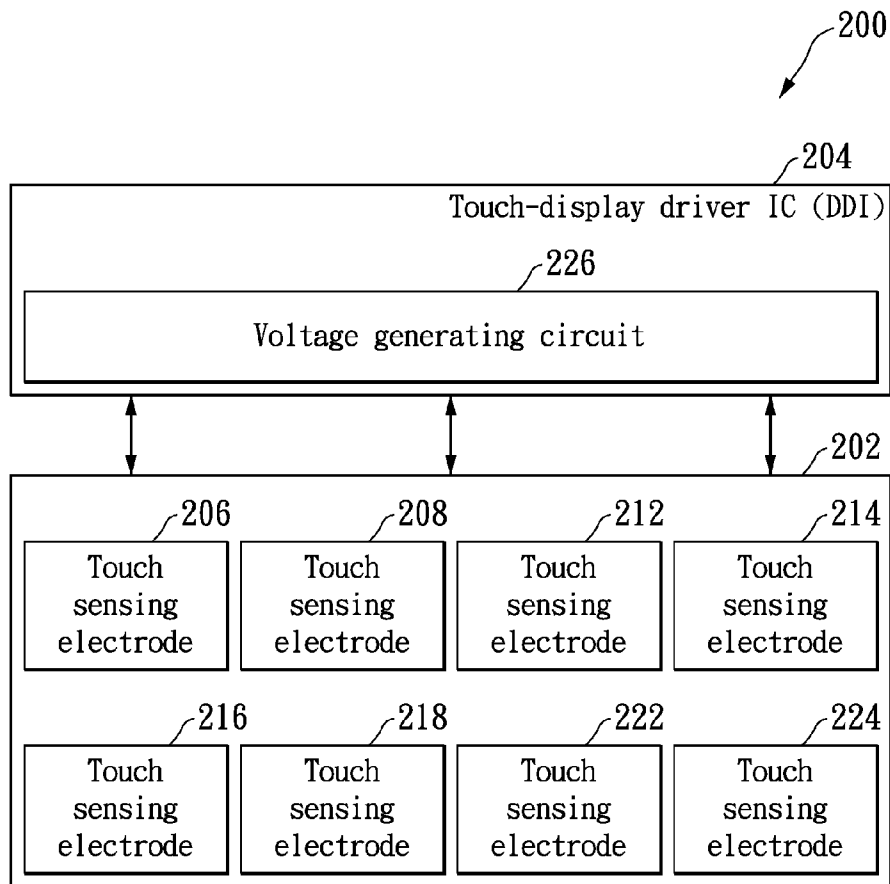 200
204
Touch-display driver IC (DDI)
226
Voltage generating circuit
202
206
208
212
214
Touch
sensing
electrode
Touch
sensing
electrode
Touch
sensing
electrode
Touch
sensing
electrode
216
218
222
224
Touch
sensing
electrode
Touch
sensing
electrode
Touch
sensing
electrode
Touch
sensing
electrode